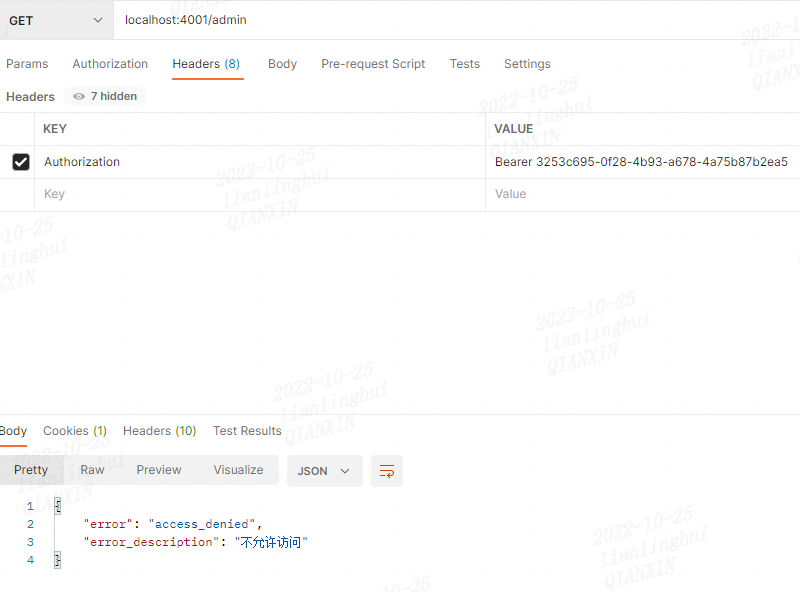 GET localhost:4001/admin
Params Authorization Headers (8) Body Pre-request Script Tests Settings
Headers 7 hidden
KEY VALUE
Authorization Bearer 3253c695-0f28-4b93-a678-4a75b87b2ea5
Key Value
2022-10-25
lianlinghui
QIANXIN
Body Cookies (1) Headers (10) Test Results
Pretty Raw Preview Visualize JSON
1 {
2 "error": "access_denied",
3 "error_description": "不允许访问"
4 }